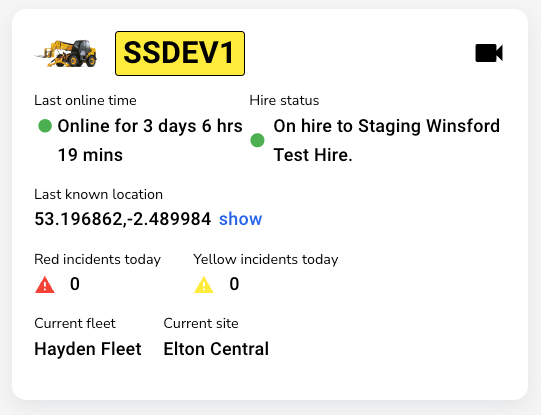 SSDEV1
Last online time
Hire status
Online for 3 days 6 hrs
19 mins
On hire to Staging Winsford
Test Hire.
Last known location
53.196862,-2.489984 show
Red incidents today
Yellow incidents today
0
0
Current fleet
Current site
Hayden Fleet
Elton Central